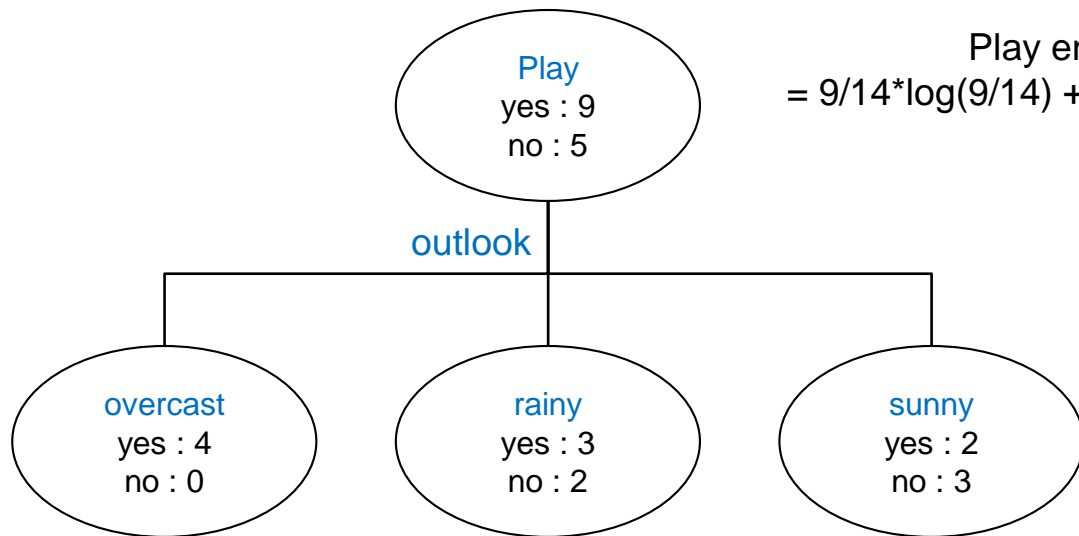 Play
yes : 9
no : 5
Play
= 9/14*log(9/14) +
outlook
overcast
yes : 4
no : 0
rainy
yes : 3
no : 2
sunny
yes : 2
no : 3